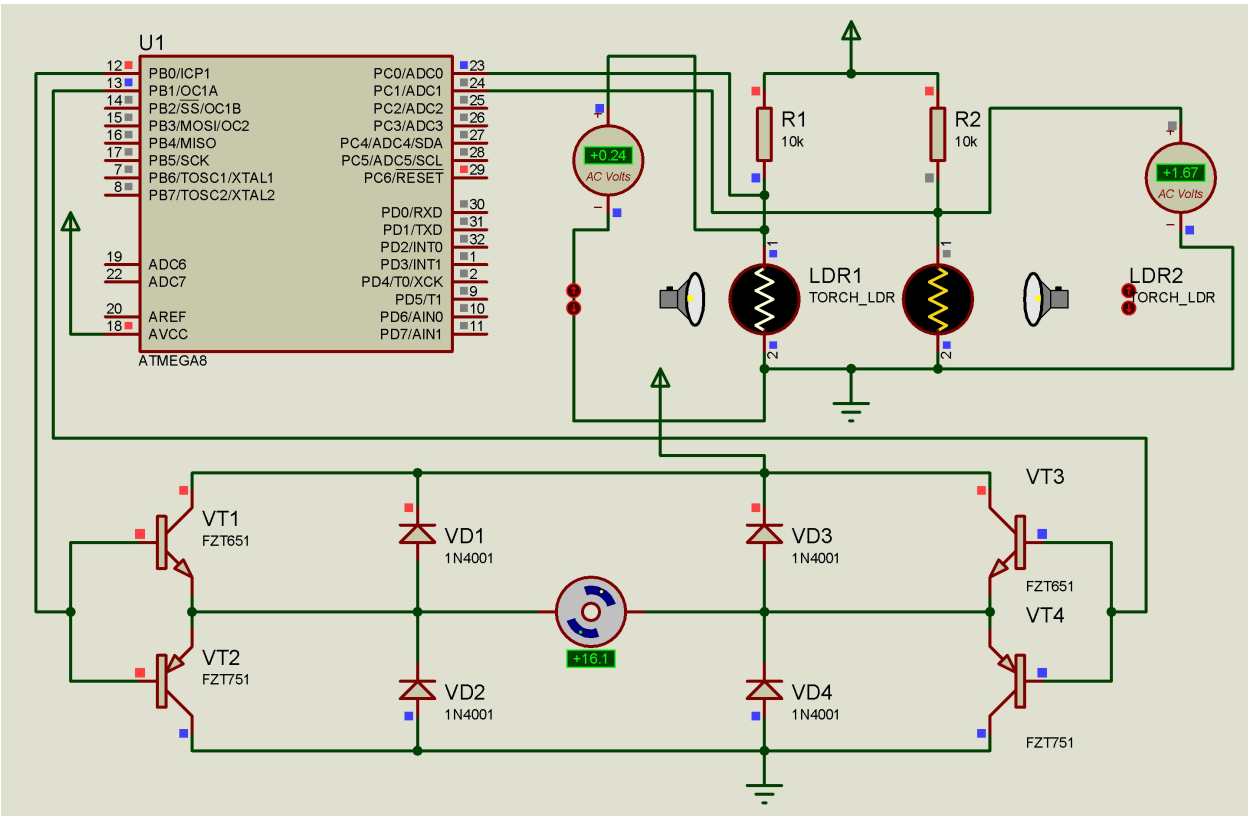 U1
12
PB0/ICP1
13
PB1/OC1A
14
PB2/SS/OC1B
15
PB3/MOSI/OC2
16
PB4/MISO
17
PB5/SCK
7
PB6/TOSC1/XTAL1
8
PB7/TOSC2/XTAL2
19
ADC6
22
ADC7
20
AREF
18
AVCC
PC0/ADC0
23
PC1/ADC1
24
PC2/ADC2
25
PC3/ADC3
26
PC4/ADC4/SDA
27
PC5/ADC5/SCL
28
PC6/RESET
29
PD0/RXD
30
PD1/TXD
31
PD2/INT0
32
PD3/INT1
1
PD4/T0/XCK
2
PD5/T1
9
PD6/AIN0
10
PD7/AIN1
11
ATMEGA8
+
+0.24
AC Volts
−
R1
10k
R2
10k
+
+1.67
AC Volts
−
1
LDR1
TORCH_LDR
2
1
LDR2
TORCH_LDR
2
VT1
FZT651
VD1
1N4001
VD3
1N4001
VT3
FZT651
+16.1
VT2
FZT751
VD2
1N4001
VD4
1N4001
VT4
FZT751